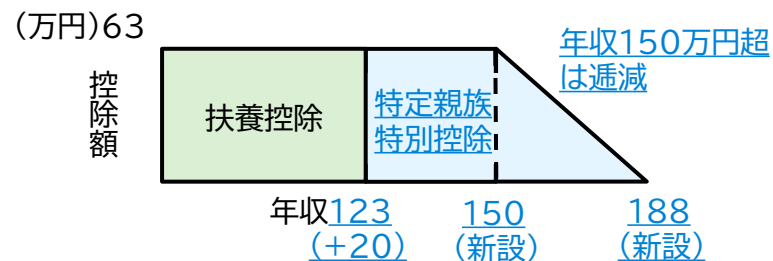 (万円)63
控除額
扶養控除
特定親族
特別控除
年収150万円超
は逓減
年収123
(+20)
150
(新設)
188
(新設)